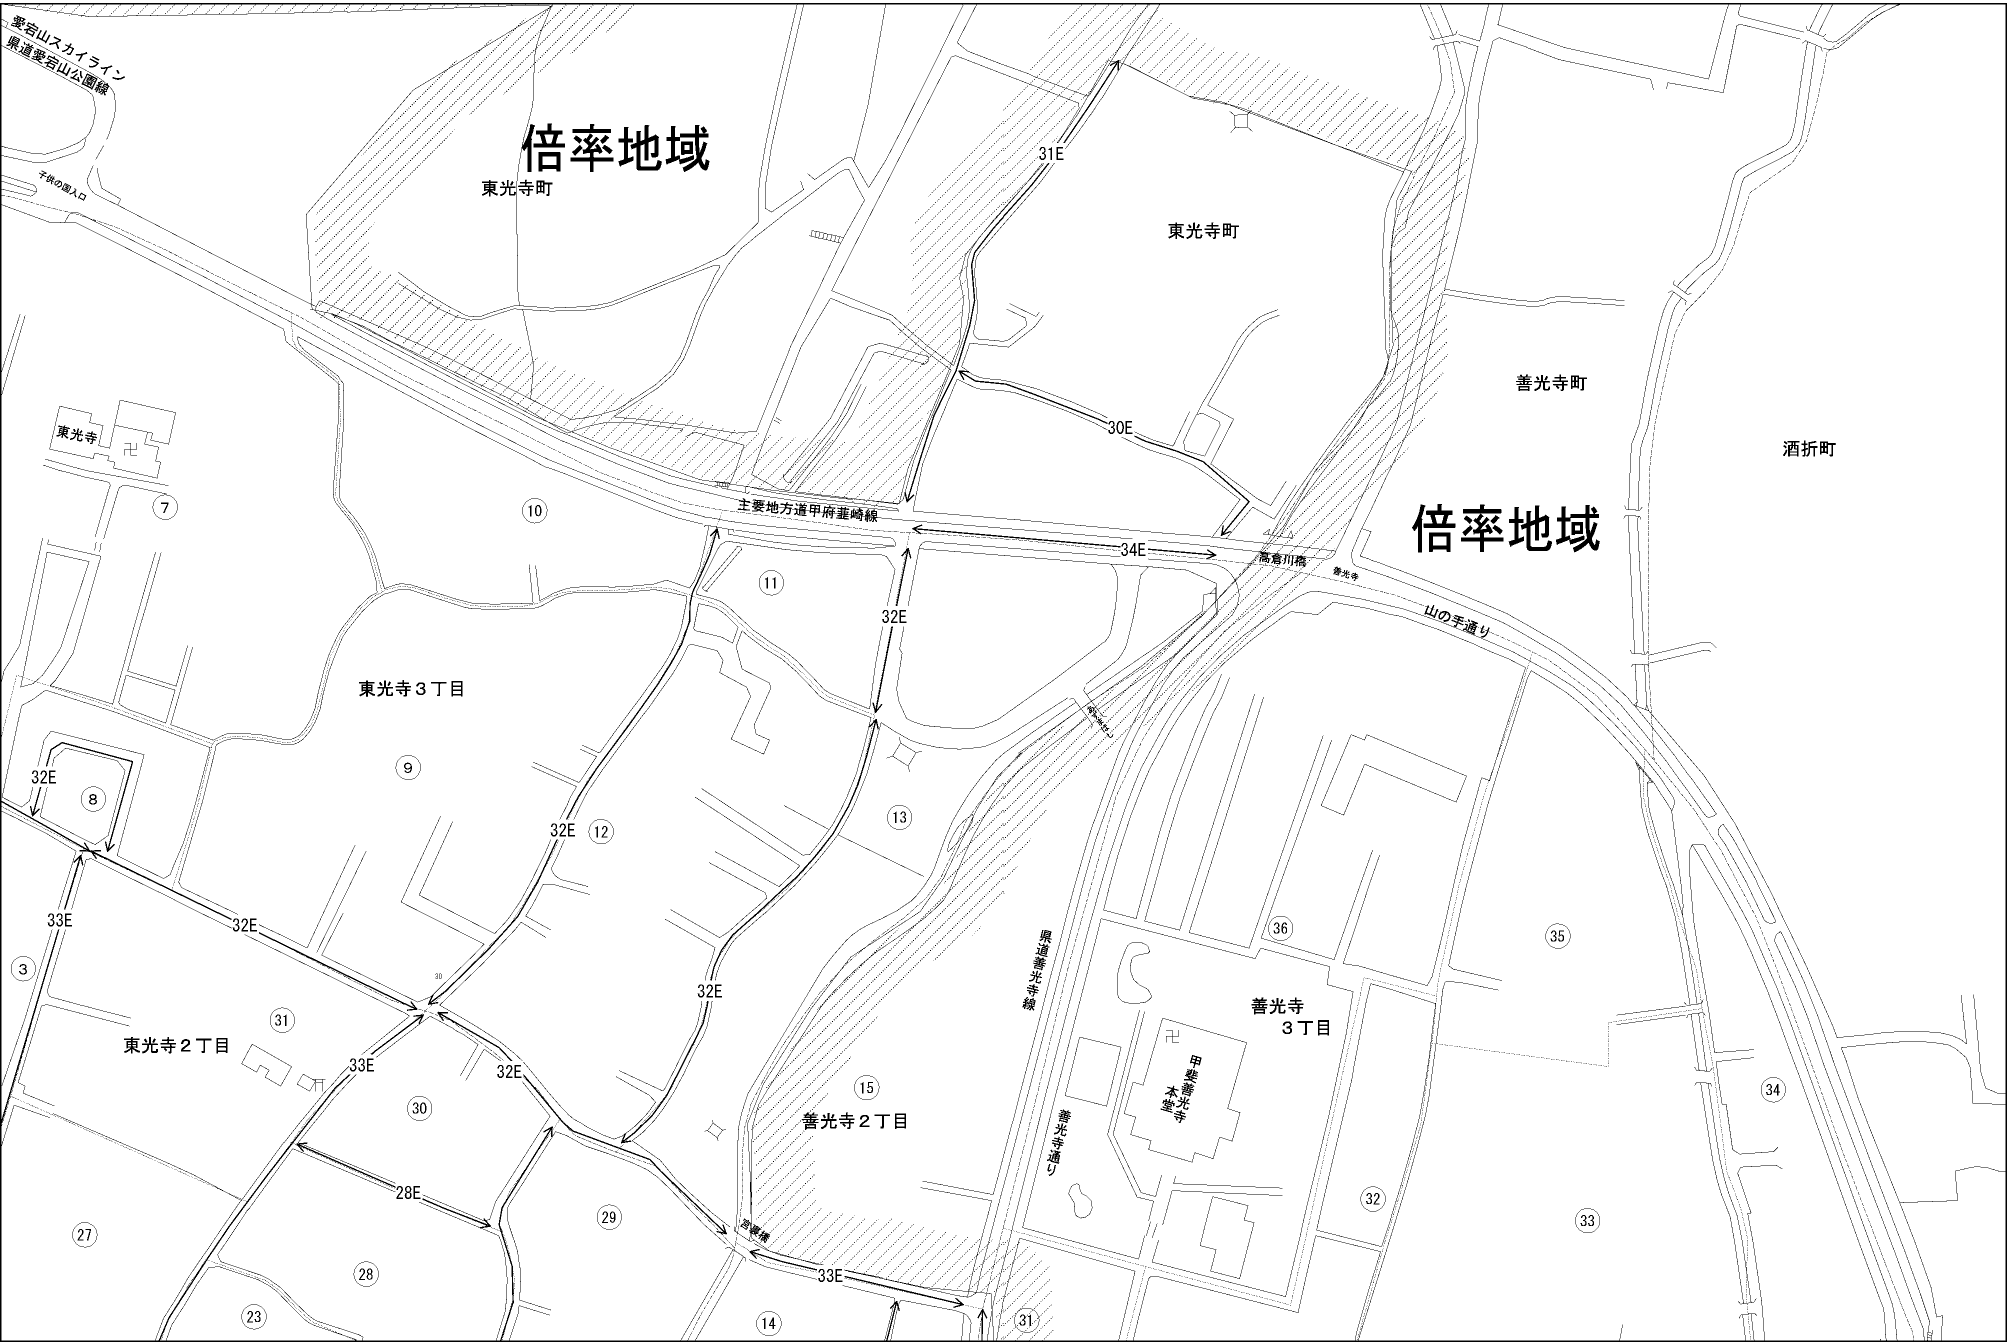 愛宕山スカイライン
県道愛宕山公園線
子供の国入口
倍率地域
東光寺町
31E
東光寺町
30E
善光寺町
酒折町
倍率地域
東光寺
卍
7
10
主要地方道甲府韮崎線
34E
高倉川橋
善光寺
山の手通り
11
32E
東光寺3丁目
9
32E
8
32E
12
13
33E
32E
3
30
32E
県道善光寺線
36
35
善光寺
3丁目
31
東光寺2丁目
33E
32E
30
15
善光寺2丁目
卍
甲斐善光寺
本堂
善光寺通り
34
28E
29
32
33
27
28
33E
23
14
31